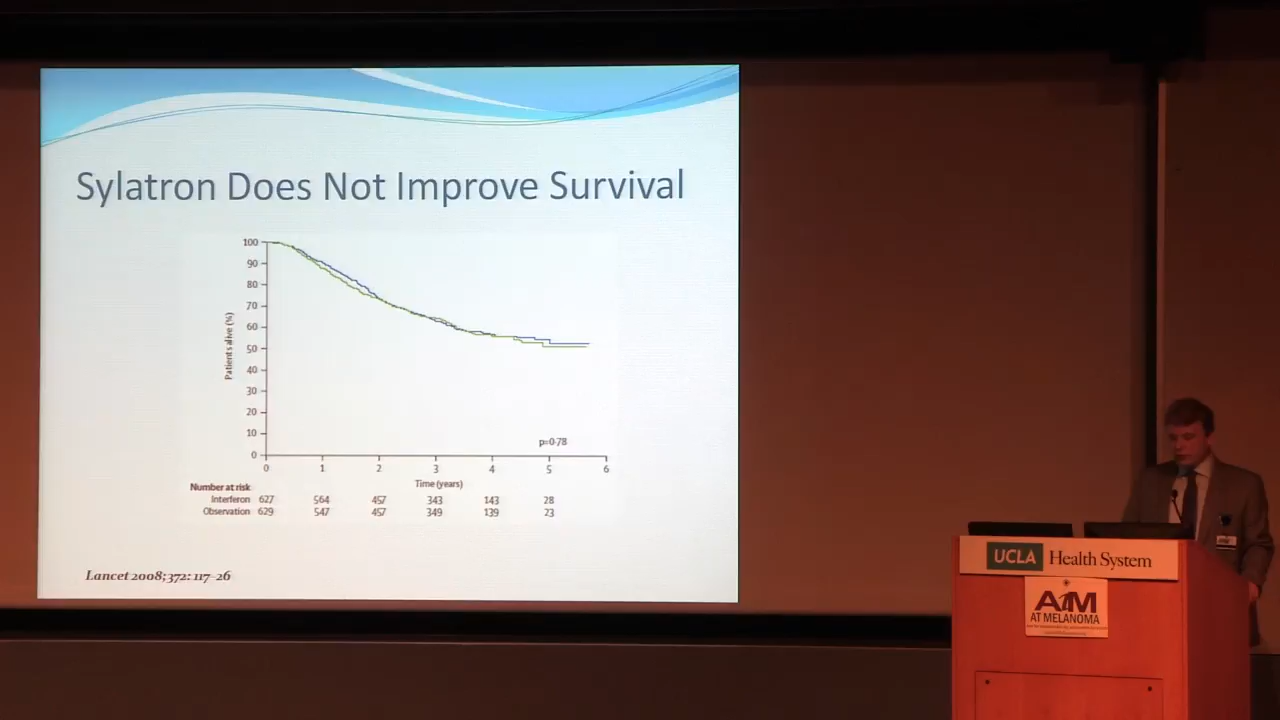 Sylatron Does Not Improve Survival
100
90
80
70
60
50
40
30
20
10
0
Patients alive (%)
p=0·78
0 1 2 3 4 5 6
Time (years)
Number at risk
Interferon 627 564 457 343 143 28
Observation 629 547 457 349 139 23
Lancet 2008;372: 117–26
UCLA Health System
AIM
AT MELANOMA